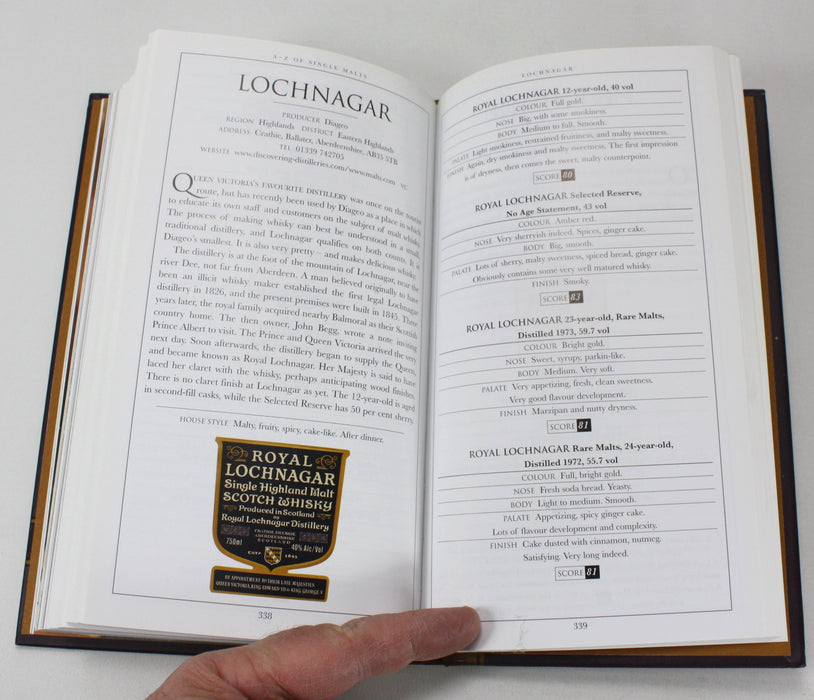 A–Z OF SINGLE MALTS
LOCHNAGAR
PRODUCER Diageo
REGION Highlands DISTRICT Eastern Highlands
ADDRESS Crathie, Ballater, Aberdeenshire, AB35 5TB
TEL 01339 742705
WEBSITE www.discovering-distilleries.com/www.malts.com VC
QUEEN VICTORIA'S FAVOURITE DISTILLERY was once on the tourist
route, but has recently been used by Diageo as a place in which
to educate its own staff and customers on the subject of malt whisky.
The process of making whisky can best be understood in a small,
traditional distillery, and Lochnagar qualifies on both counts. It is
Diageo's smallest. It is also very pretty – and makes delicious whisky.
The distillery is at the foot of the mountain of Lochnagar, near the
river Dee, not far from Aberdeen. A man believed originally to have
been an illicit whisky maker established the first legal Lochnagar
distillery in 1826, and the present premises were built in 1845. Three
years later, the royal family acquired nearby Balmoral as their Scottish
country home. The then owner, John Begg, wrote a note inviting
Prince Albert to visit. The Prince and Queen Victoria arrived the very
next day. Soon afterwards, the distillery began to supply the Queen,
and became known as Royal Lochnagar. Her Majesty is said to have
laced her claret with the whisky, perhaps anticipating wood finishes.
There is no claret finish at Lochnagar as yet. The 12-year-old is aged
in second-fill casks, while the Selected Reserve has 50 per cent sherry.
HOUSE STYLE Malty, fruity, spicy, cake-like. After dinner.
ROYAL
LOCHNAGAR
Single Highland Malt
SCOTCH WHISKY
Produced in Scotland
by
Royal Lochnagar Distillery
CRATHIE, BALLATER,
ABERDEENSHIRE
SCOTLAND
750ml
40% Alc/Vol
ESTD 1845
BY APPOINTMENT TO THEIR LATE MAJESTIES
QUEEN VICTORIA, KING EDWARD VII & KING GEORGE V
338
LOCHNAGAR
ROYAL LOCHNAGAR 12-year-old, 40 vol
COLOUR Full gold.
NOSE Big, with some smokiness.
BODY Medium to full. Smooth.
PALATE Light smokiness, restrained fruitiness, and malty sweetness.
FINISH Again, dry smokiness and malty sweetness. The first impression
is of dryness, then comes the sweet, malty counterpoint.
SCORE 80
ROYAL LOCHNAGAR Selected Reserve,
No Age Statement, 43 vol
COLOUR Amber red.
NOSE Very sherryish indeed. Spices, ginger cake.
BODY Big, smooth.
PALATE Lots of sherry, malty sweetness, spiced bread, ginger cake.
Obviously contains some very well matured whisky.
FINISH Smoky.
SCORE 83
ROYAL LOCHNAGAR 23-year-old, Rare Malts,
Distilled 1973, 59.7 vol
COLOUR Bright gold.
NOSE Sweet, syrupy, parkin-like.
BODY Medium. Very soft.
PALATE Very appetizing, fresh, clean sweetness.
Very good flavour development.
FINISH Marzipan and nutty dryness.
SCORE 81
ROYAL LOCHNAGAR Rare Malts, 24-year-old,
Distilled 1972, 55.7 vol
COLOUR Full, bright gold.
NOSE Fresh soda bread. Yeasty.
BODY Light to medium. Smooth.
PALATE Appetizing, spicy ginger cake.
Lots of flavour development and complexity.
FINISH Cake dusted with cinnamon, nutmeg.
Satisfying. Very long indeed.
SCORE 81
339